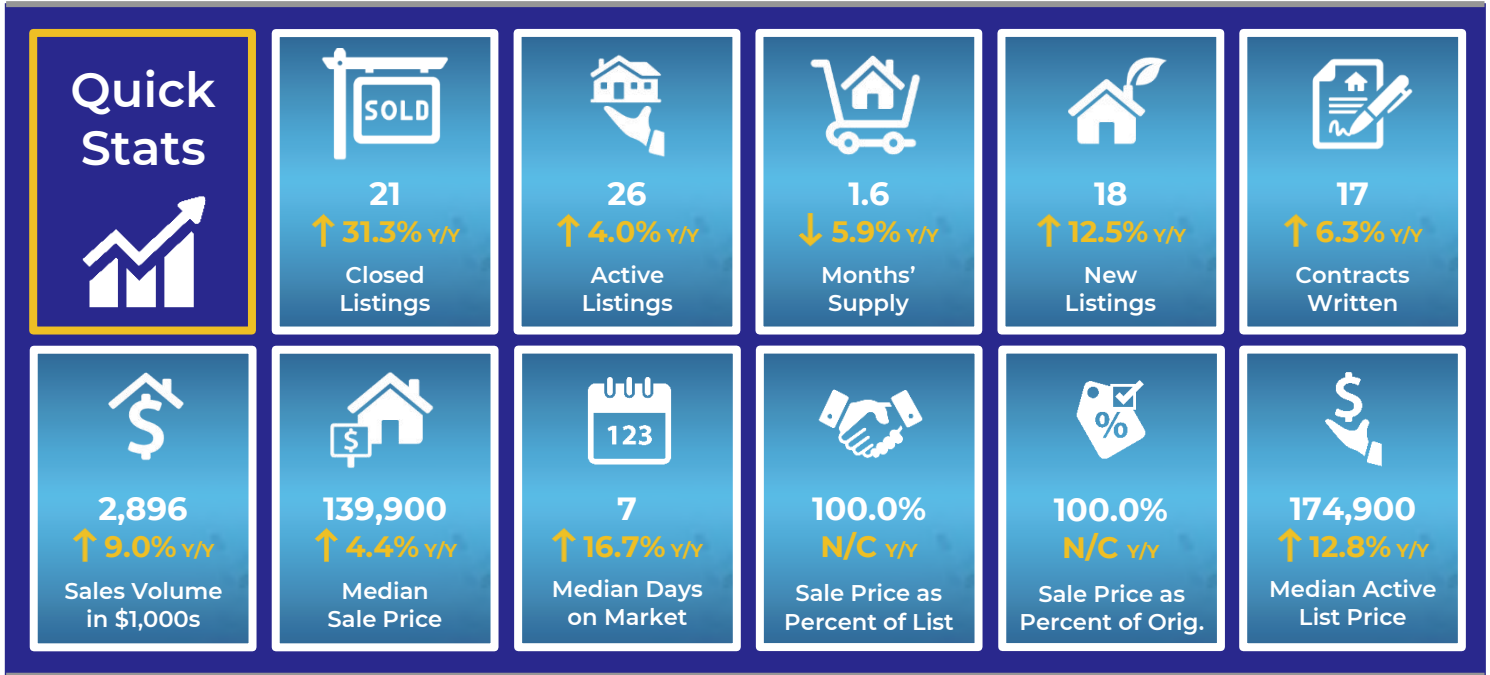 Quick
Stats
SOLD
21
↑ 31.3% Y/Y
Closed
Listings
26
↑ 4.0% Y/Y
Active
Listings
1.6
↓ 5.9% Y/Y
Months’
Supply
18
↑ 12.5% Y/Y
New
Listings
17
↑ 6.3% Y/Y
Contracts
Written
$
2,896
↑ 9.0% Y/Y
Sales Volume
in $1,000s
$
139,900
↑ 4.4% Y/Y
Median
Sale Price
123
7
↑ 16.7% Y/Y
Median Days
on Market
100.0%
N/C Y/Y
Sale Price as
Percent of List
%
100.0%
N/C Y/Y
Sale Price as
Percent of Orig.
$
174,900
↑ 12.8% Y/Y
Median Active
List Price